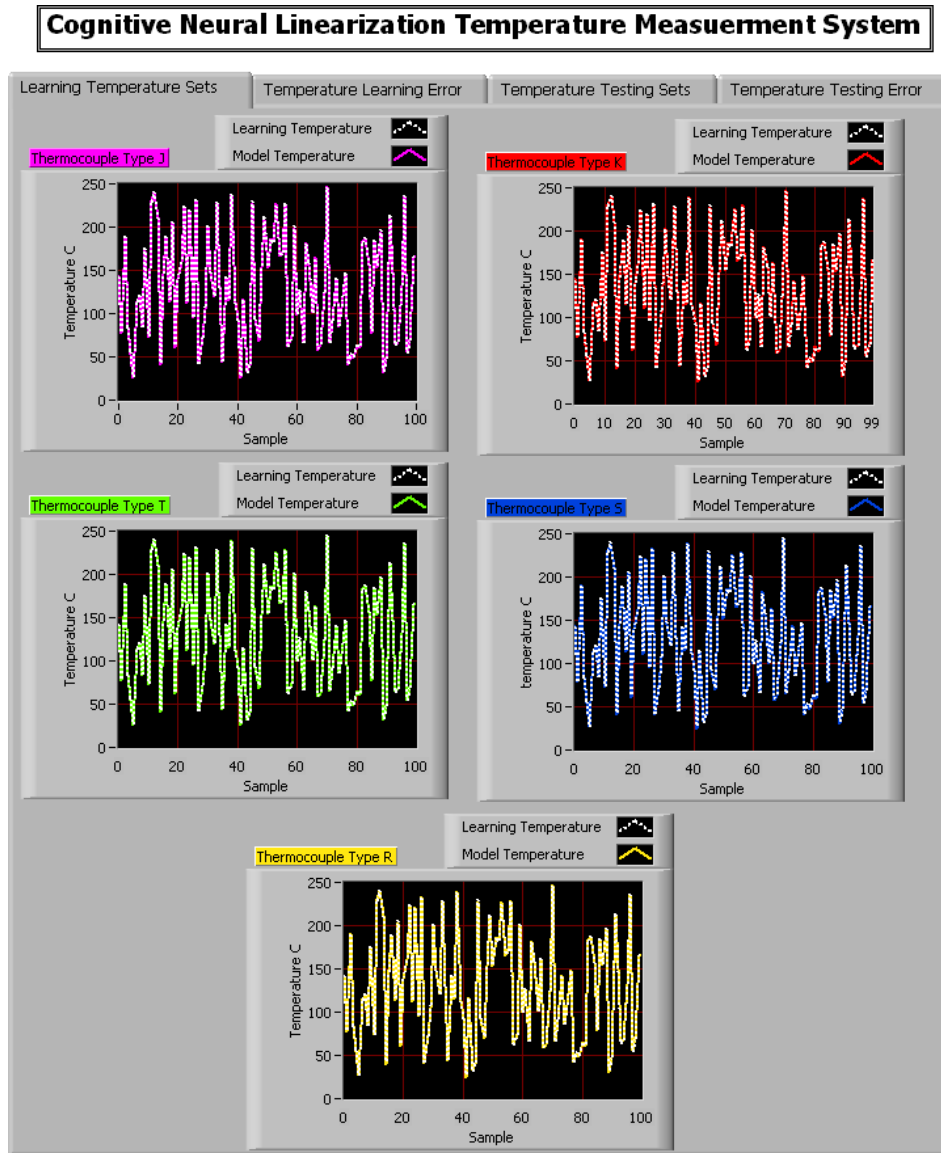 Cognitive Neural Linearization Temperature Measuerment System
Learning Temperature Sets
Temperature Learning Error
Temperature Testing Sets
Temperature Testing Error
Thermocouple Type J
Learning Temperature
Model Temperature
Temperature C
250
200
150
100
50
0
0 20 40 60 80 100
Sample
Thermocouple Type K
Learning Temperature
Model Temperature
Temperature C
250
200
150
100
50
0
0 10 20 30 40 50 60 70 80 90 99
Sample
Thermocouple Type T
Learning Temperature
Model Temperature
Temperature C
250
200
150
100
50
0
0 20 40 60 80 100
Sample
Thermocouple Type S
Learning Temperature
Model Temperature
temperature C
250
200
150
100
50
0
0 20 40 60 80 100
Sample
Thermocouple Type R
Learning Temperature
Model Temperature
Temperature C
250
200
150
100
50
0
0 20 40 60 80 100
Sample